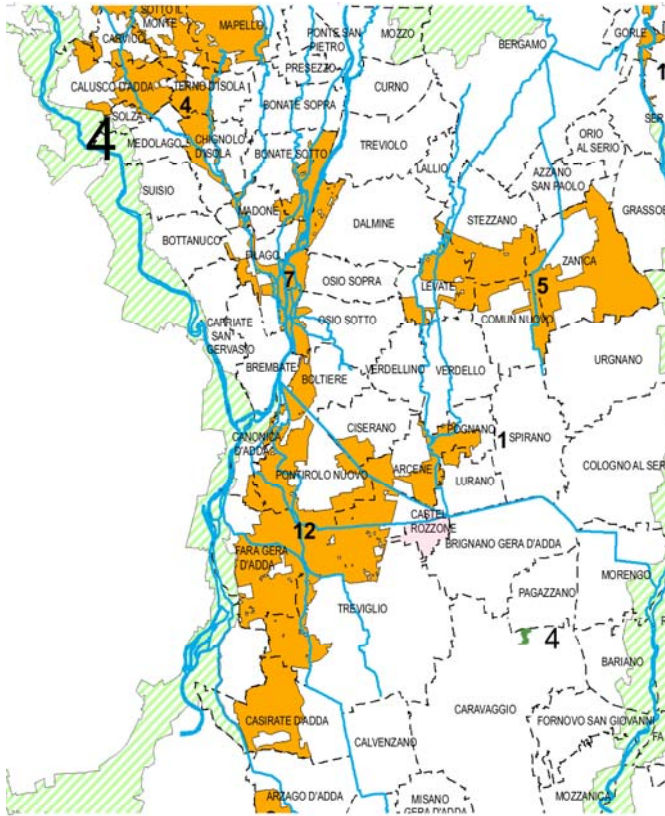 SOTTO IL
MONTE
MAPELLO
PONTE SAN
PIETRO
MOZZO
GORLE
BERGAMO
CARVICO
PRESEZZO
CURNO
1
CALUSCO D'ADDA
TERNO D'ISOLA
4
BONATE SOPRA
SOLZA
4
MEDOLAGO
CHIGNOLO
D'ISOLA
BONATE SOTTO
TREVIOLO
ORIO
AL SERIO
LALLIO
AZZANO
SAN PAOLO
SUISIO
MADONE
DALMINE
STEZZANO
GRASSOB
BOTTANUCO
FILAGO
ZANICA
7
OSIO SOPRA
LEVATE
5
CAPRIATE
SAN
GERVASIO
OSIO SOTTO
COMUN NUOVO
BREMBATE
BOLTIERE
VERDELLINO
VERDELLO
URGNANO
CANONICA
D'ADDA
CISERANO
POGNANO
1
SPIRANO
PONTIROLO NUOVO
ARCENE
LURANO
COLOGNO AL SER
12
CASTEL
ROZZONE
FARA GERA
D'ADDA
BRIGNANO GERA D'ADDA
MORENGO
PAGAZZANO
TREVIGLIO
4
BARIANO
CARAVAGGIO
CASIRATE D'ADDA
FORNOVO SAN GIOVANNI
FA
CALVENZANO
ARZAGO D'ADDA
MISANO
GERA D'ADDA
MOZZANICA